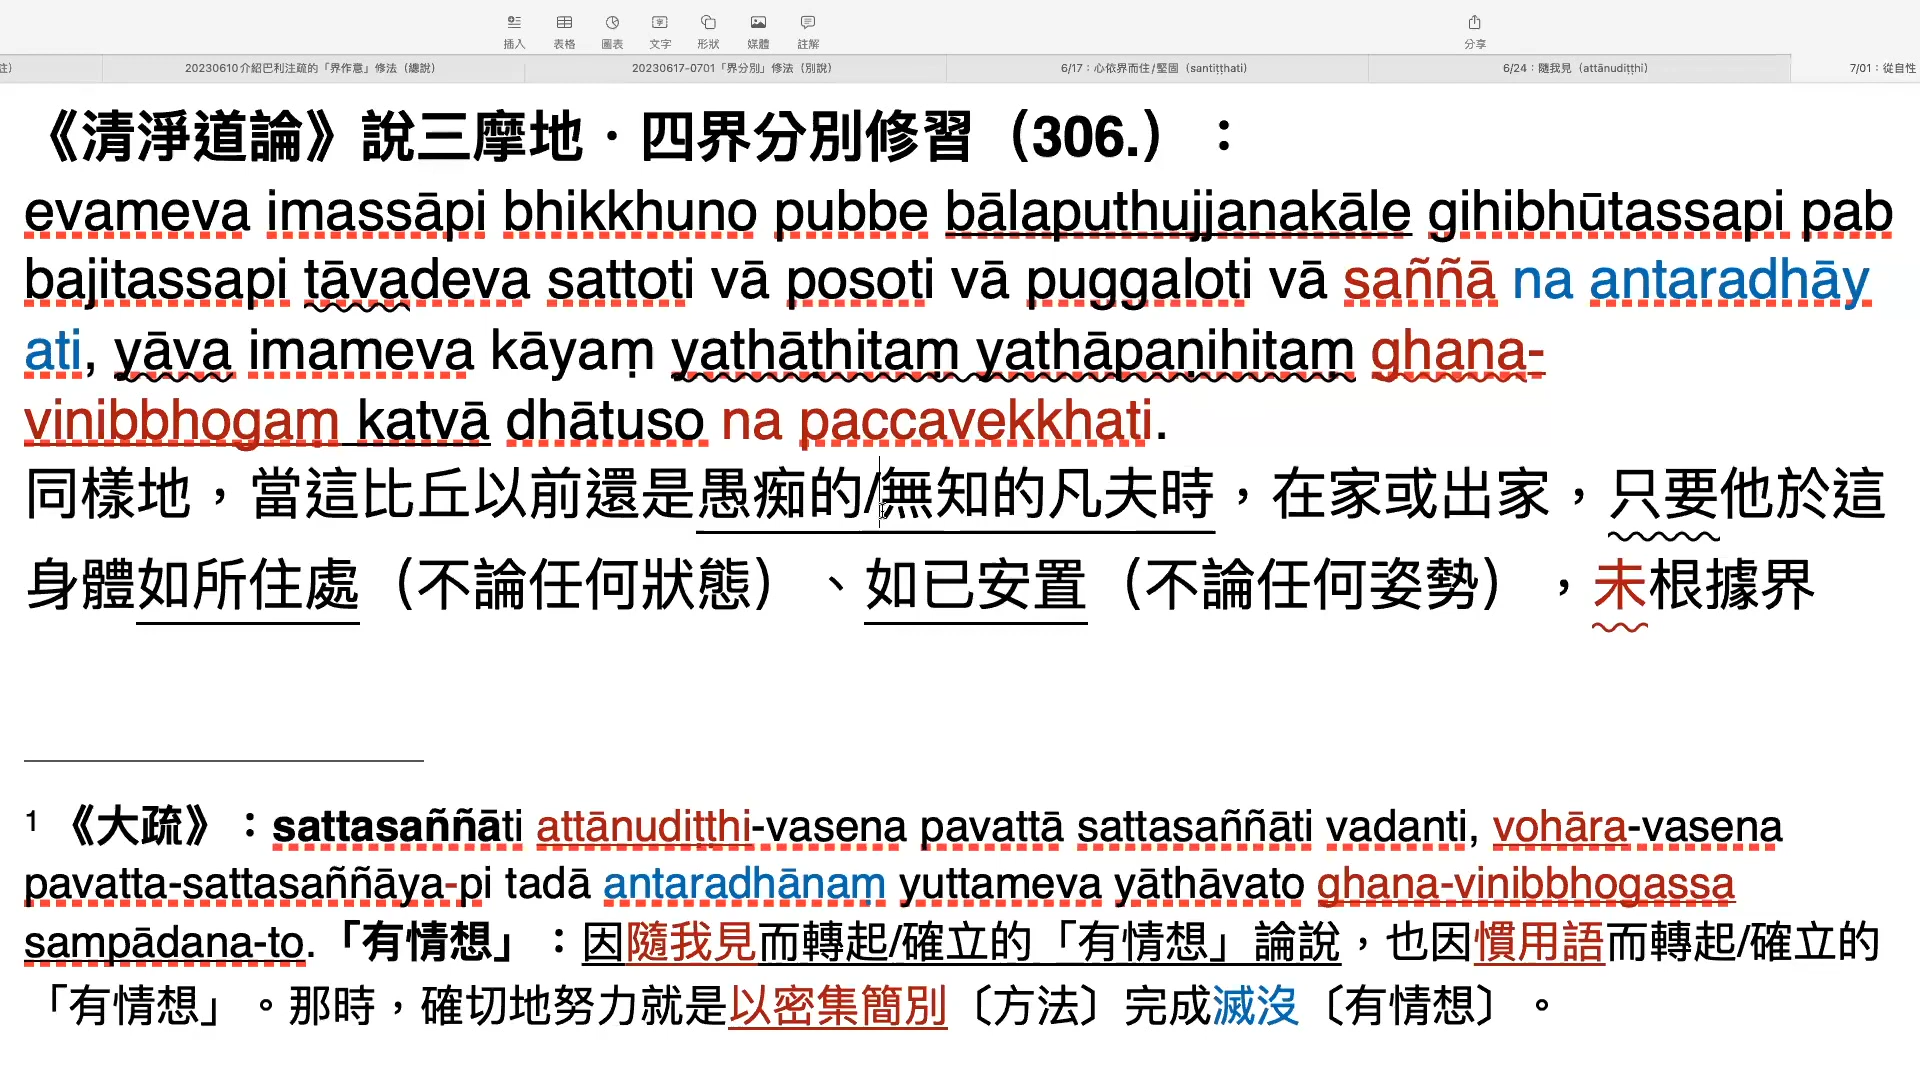 插入 表格 圖表 文字 形狀 媒體 註解 分享
注） 20230610介紹巴利注疏的「界作意」修法（總說） 20230617-0701「界分別」修法（別說） 6/17：心依界而住/堅固（santiṭṭhati） 6/24：隨我見（attānudiṭṭhi） 7/01：從自性
《清淨道論》說三摩地．四界分別修習（306.）：
evameva imassāpi bhikkhuno pubbe bālaputhujjanakāle gihibhūtassapi pab
bajitassapi tāvadeva sattoti vā posoti vā puggaloti vā saññā na antaradhāy
ati, yāva imameva kāyaṃ yathāṭhitaṃ yathāpaṇihitaṃ ghana-
vinibbhogaṃ katvā dhātuso na paccavekkhati.
同樣地，當這比丘以前還是愚痴的/無知的凡夫時，在家或出家，只要他於這
身體如所住處（不論任何狀態）、如已安置（不論任何姿勢），未根據界
1 《大疏》：sattasaññāti attānudiṭṭhi-vasena pavattā sattasaññāti vadanti, vohāra-vasena
pavatta-sattasaññāya-pi tadā antaradhānaṃ yuttameva yāthāvato ghana-vinibbhogassa
sampādana-to.「有情想」：因隨我見而轉起/確立的「有情想」論說，也因慣用語而轉起/確立的
「有情想」。那時，確切地努力就是以密集簡別〔方法〕完成滅沒〔有情想〕。